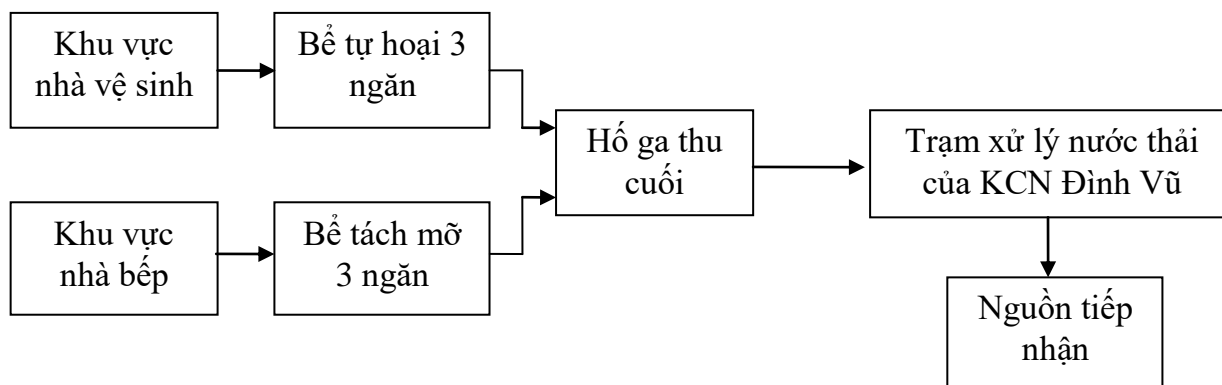 Khu vực
nhà vệ sinh
Bể tự hoại 3
ngăn
Khu vực
nhà bếp
Bể tách mỡ
3 ngăn
Hố ga thu
cuối
Trạm xử lý nước thải
của KCN Đình Vũ
Nguồn tiếp
nhận